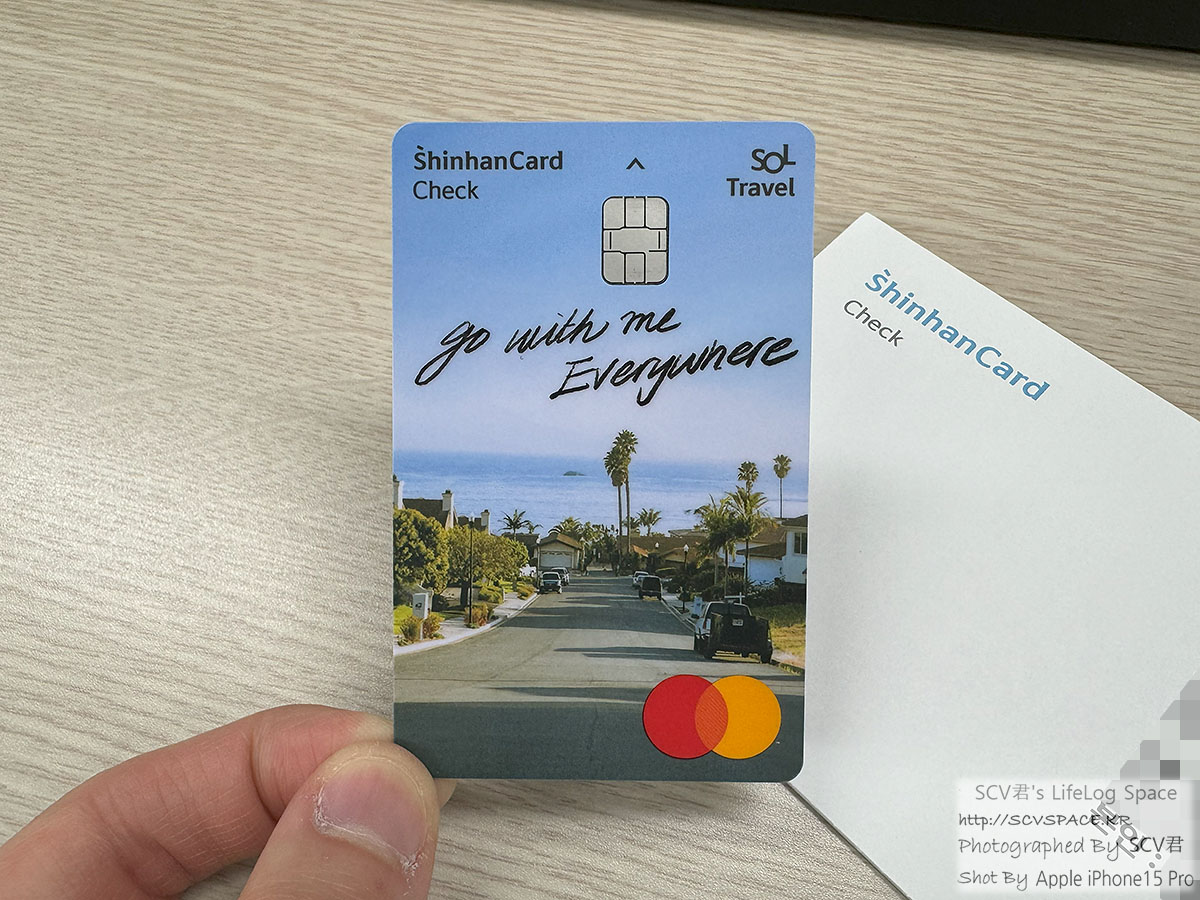 ShinhanCard
Check
SOL
Travel
go with me
Everywhere
ShinhanCard
Check
SCV君's LifeLog Space
http://SCVSPACE.KR
Photographed By SCV君
Shot By Apple iPhone15 Pro